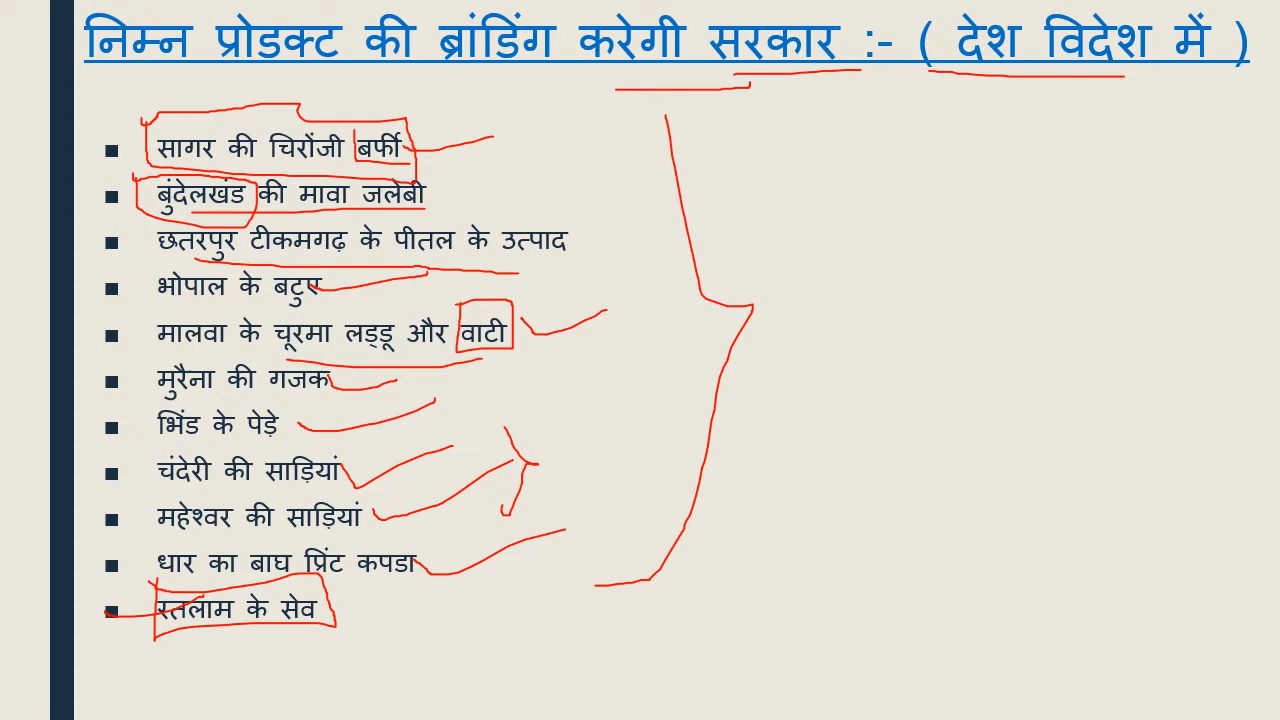 निम्न प्रोडक्ट की ब्रांडिंग करेगी सरकार :- ( देश विदेश में )
■ सागर की चिरोंजी बर्फी
■ बुंदेलखंड की मावा जलेबी
■ छतरपुर टीकमगढ़ के पीतल के उत्पाद
■ भोपाल के बटुए
■ मालवा के चूरमा लड्डू और वाटी
■ मुरैना की गजक
■ भिंड के पेड़े
■ चंदेरी की साड़ियां
■ महेश्वर की साड़ियां
■ धार का बाघ प्रिंट कपडा
■ रतलाम के सेव